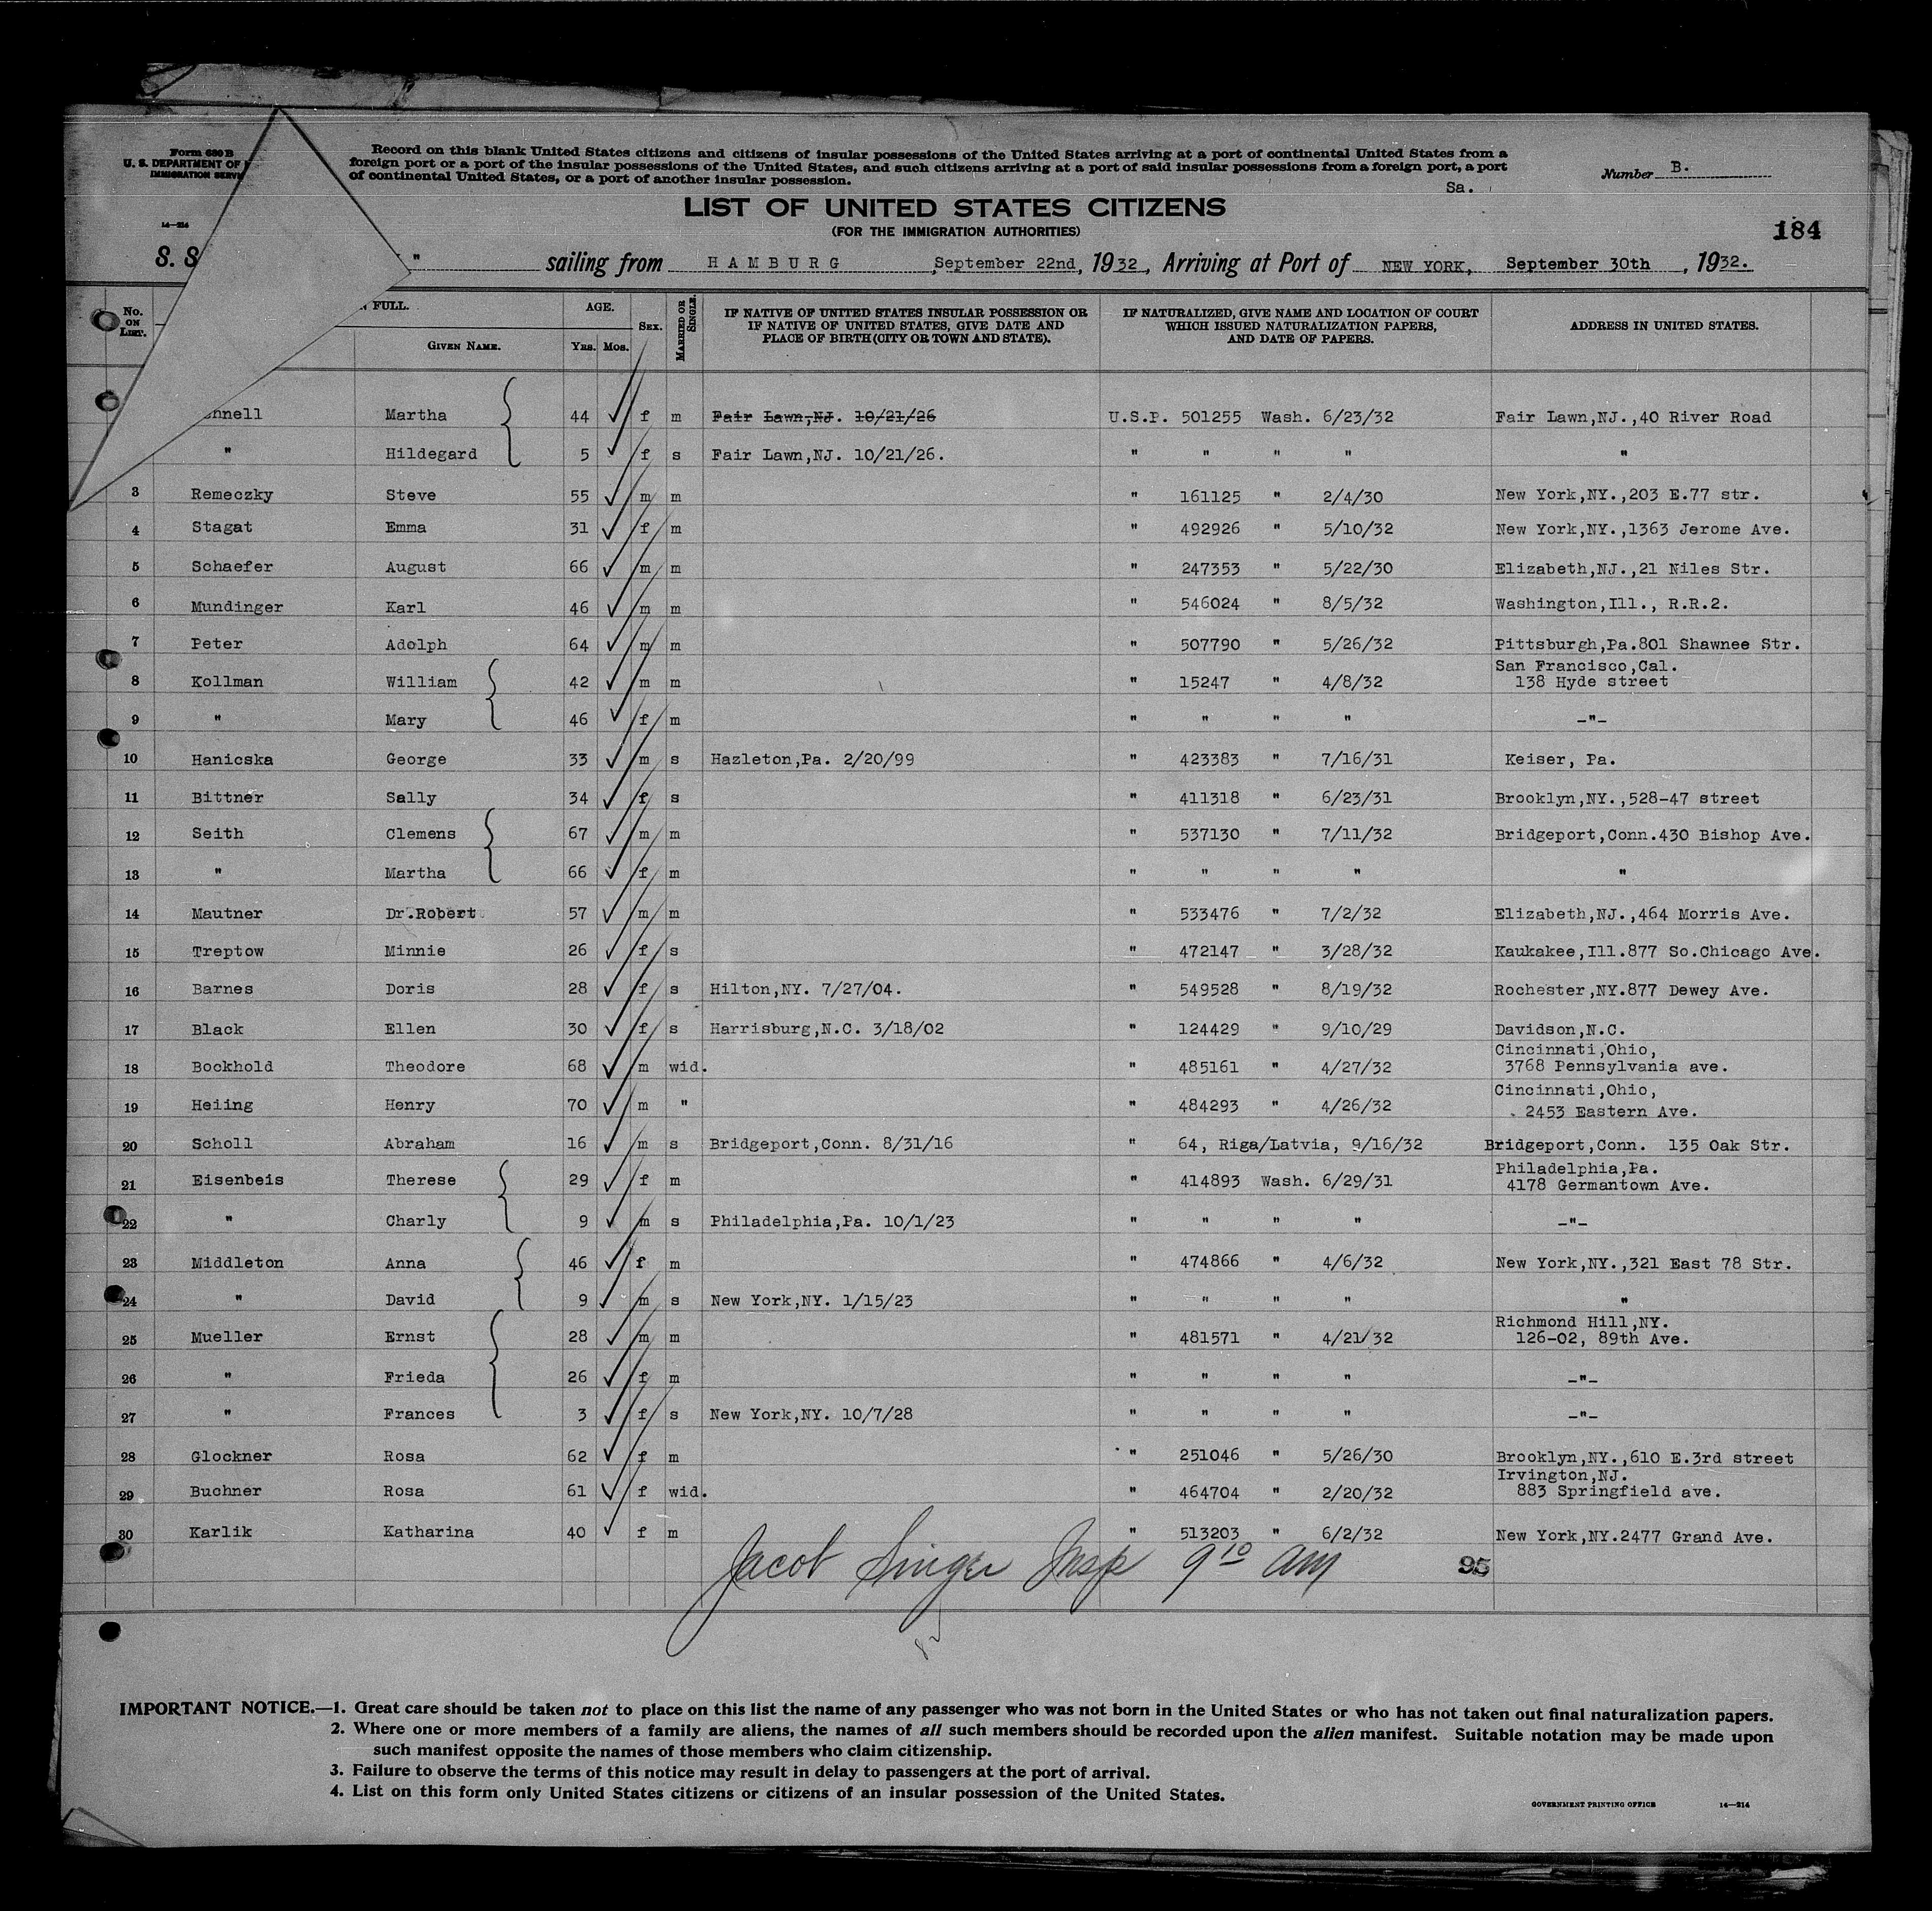 Form 630 B
U. S. DEPARTMENT OF
IMMIGRATION SERV
14—214
Record on this blank United States citizens and citizens of insular possessions of the United States arriving at a port of continental United States from a
foreign port or a port of the insular possessions of the United States, and such citizens arriving at a port of said insular possessions from a foreign port, a port
of continental United States, or a port of another insular possession.
Number B.
Sa.
LIST OF UNITED STATES CITIZENS
(FOR THE IMMIGRATION AUTHORITIES)
184
S. S " sailing from HAMBURG, September 22nd, 1932, Arriving at Port of NEW YORK, September 30th, 1932.
No. ON LIST. FULL. GIVEN NAME. AGE. YRS. MOS. SEX. MARRIED OR SINGLE. IF NATIVE OF UNITED STATES INSULAR POSSESSION OR IF NATIVE OF UNITED STATES, GIVE DATE AND PLACE OF BIRTH (CITY OR TOWN AND STATE). IF NATURALIZED, GIVE NAME AND LOCATION OF COURT WHICH ISSUED NATURALIZATION PAPERS, AND DATE OF PAPERS. ADDRESS IN UNITED STATES.
hnell Martha 44 f m Fair Lawn,NJ. 10/21/26 U.S.P. 501255 Wash. 6/23/32 Fair Lawn,NJ.,40 River Road
" Hildegard 5 f s Fair Lawn,NJ. 10/21/26. " " " " "
3 Remeczky Steve 55 m m " 161125 " 2/4/30 New York,NY.,203 E.77 str.
4 Stagat Emma 31 f m " 492926 " 5/10/32 New York,NY.,1363 Jerome Ave.
5 Schaefer August 66 m m " 247353 " 5/22/30 Elizabeth,NJ.,21 Niles Str.
6 Mundinger Karl 46 m m " 546024 " 8/5/32 Washington,Ill., R.R.2.
7 Peter Adolph 64 m m " 507790 " 5/26/32 Pittsburgh,Pa.801 Shawnee Str.
8 Kollman William 42 m m " 15247 " 4/8/32 San Francisco,Cal. 138 Hyde street
9 " Mary 46 f m " " " " -"-
10 Hanicska George 33 m s Hazleton,Pa. 2/20/99 " 423383 " 7/16/31 Keiser, Pa.
11 Bittner Sally 34 f s " 411318 " 6/23/31 Brooklyn,NY.,528-47 street
12 Seith Clemens 67 m m " 537130 " 7/11/32 Bridgeport,Conn.430 Bishop Ave.
13 " Martha 66 f m " " " " "
14 Mautner Dr.Robert 57 m m " 533476 " 7/2/32 Elizabeth,NJ.,464 Morris Ave.
15 Treptow Minnie 26 f s " 472147 " 3/28/32 Kaukakee,Ill.877 So.Chicago Ave.
16 Barnes Doris 28 f s Hilton,NY. 7/27/04. " 549528 " 8/19/32 Rochester,NY.877 Dewey Ave.
17 Black Ellen 30 f s Harrisburg,N.C. 3/18/02 " 124429 " 9/10/29 Davidson,N.C.
18 Bockhold Theodore 68 m wid. " 485161 " 4/27/32 Cincinnati,Ohio, 3768 Pennsylvania ave.
19 Heiing Henry 70 m " " 484293 " 4/26/32 Cincinnati,Ohio, 2453 Eastern Ave.
20 Scholl Abraham 16 m s Bridgeport,Conn. 8/31/16 " 64, Riga/Latvia, 9/16/32 Bridgeport,Conn. 135 Oak Str.
21 Eisenbeis Therese 29 f m " 414893 Wash. 6/29/31 Philadelphia,Pa. 4178 Germantown Ave.
22 " Charly 9 m s Philadelphia,Pa. 10/1/23 " " " " -"-
23 Middleton Anna 46 f m " 474866 " 4/6/32 New York,NY.,321 East 78 Str.
24 " David 9 m s New York,NY. 1/15/23 " " " " "
25 Mueller Ernst 28 m m " 481571 " 4/21/32 Richmond Hill,NY. 126-02, 89th Ave.
26 " Frieda 26 f m " " " " -"-
27 " Frances 3 f s New York,NY. 10/7/28 " " " " -"-
28 Glockner Rosa 62 f m " 251046 " 5/26/30 Brooklyn,NY.,610 E.3rd street
29 Buchner Rosa 61 f wid. " 464704 " 2/20/32 Irvington,NJ. 883 Springfield ave.
30 Karlik Katharina 40 f m " 513203 " 6/2/32 New York,NY.2477 Grand Ave.
Jacob Singer Insp 9 10 am 95
IMPORTANT NOTICE.—1. Great care should be taken not to place on this list the name of any passenger who was not born in the United States or who has not taken out final naturalization papers.
2. Where one or more members of a family are aliens, the names of all such members should be recorded upon the alien manifest. Suitable notation may be made upon
such manifest opposite the names of those members who claim citizenship.
3. Failure to observe the terms of this notice may result in delay to passengers at the port of arrival.
4. List on this form only United States citizens or citizens of an insular possession of the United States.
GOVERNMENT PRINTING OFFICE 14—214